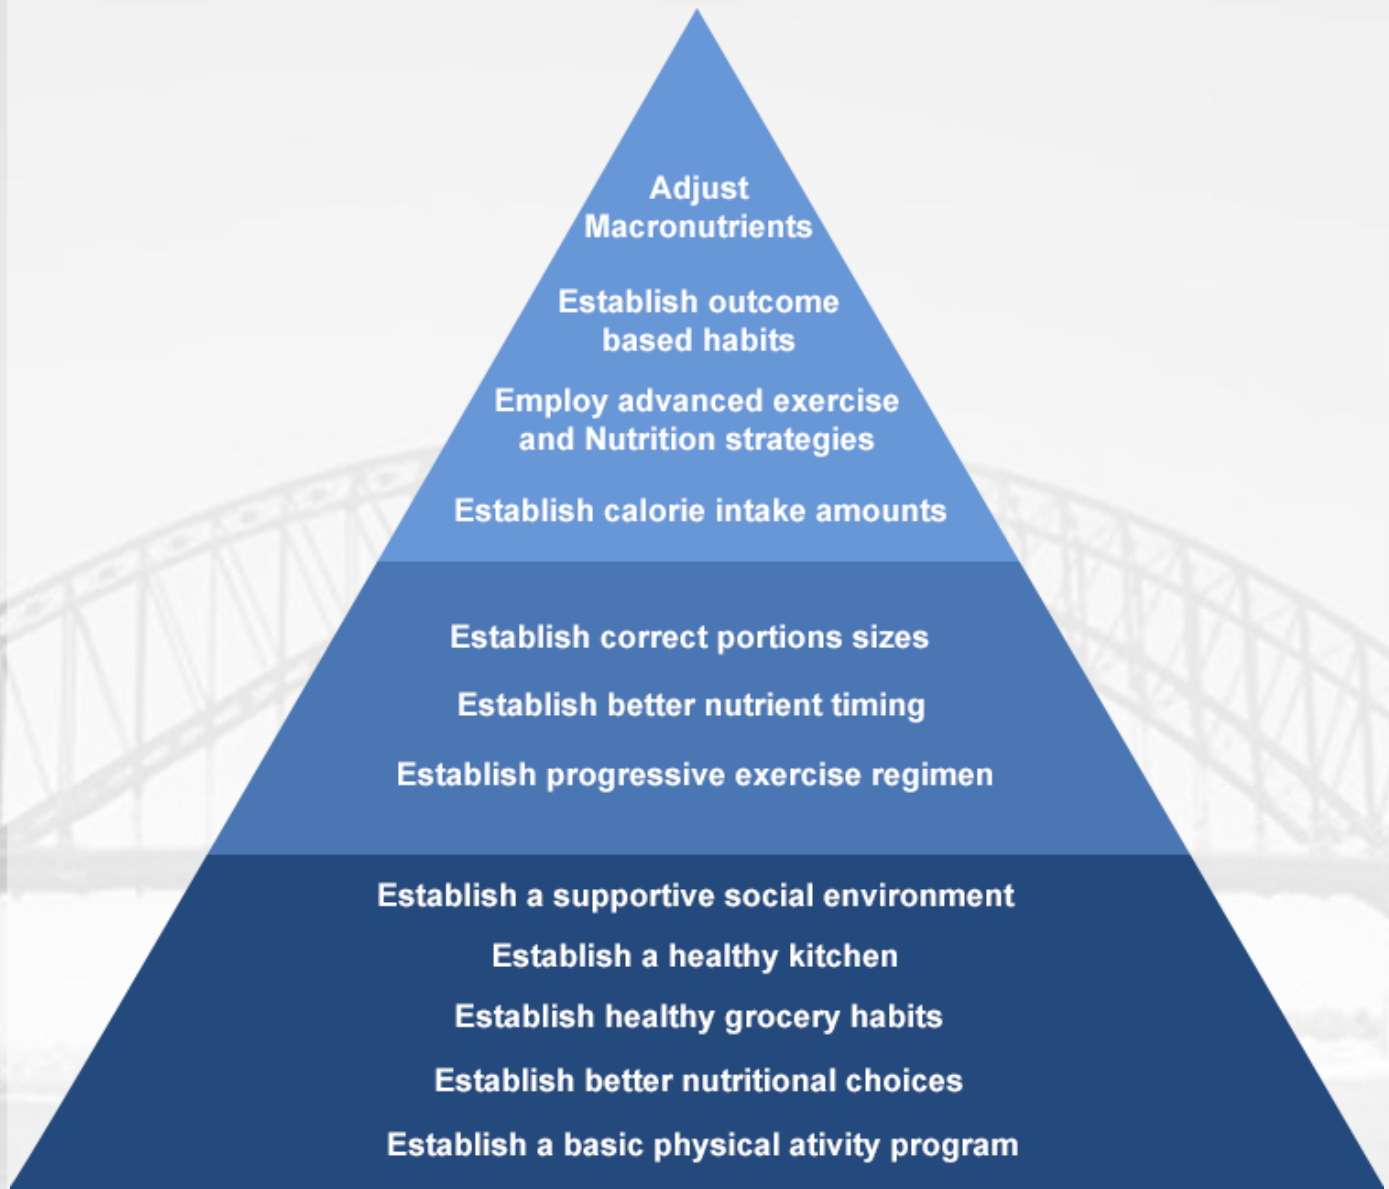 Adjust
Macronutrients
Establish outcome
based habits
Employ advanced exercise
and Nutrition strategies
Establish calorie intake amounts
Establish correct portions sizes
Establish better nutrient timing
Establish progressive exercise regimen
Establish a supportive social environment
Establish a healthy kitchen
Establish healthy grocery habits
Establish better nutritional choices
Establish a basic physical ativity program